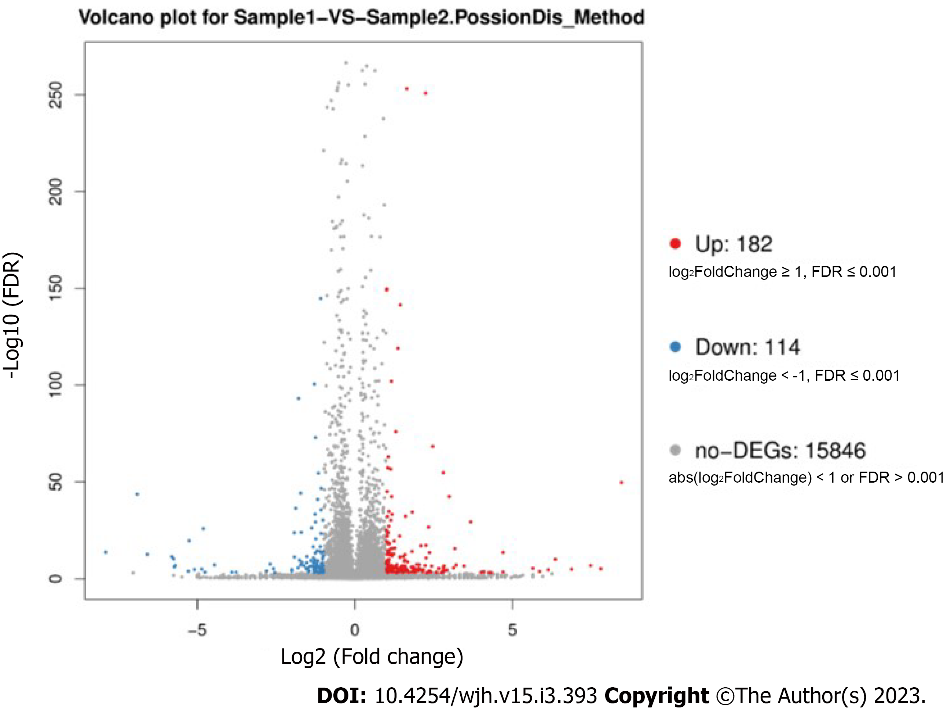 Volcano plot for Sample1-VS-Sample2.PossionDis_Method
250
200
150
100
50
0
-Log10 (FDR)
-5
0
5
Log2 (Fold change)
Up: 182
log₂FoldChange ≥ 1, FDR ≤ 0.001
Down: 114
log₂FoldChange < -1, FDR ≤ 0.001
no-DEGs: 15846
abs(log₂FoldChange) < 1 or FDR > 0.001
DOI: 10.4254/wjh.v15.i3.393 Copyright ©The Author(s) 2023.